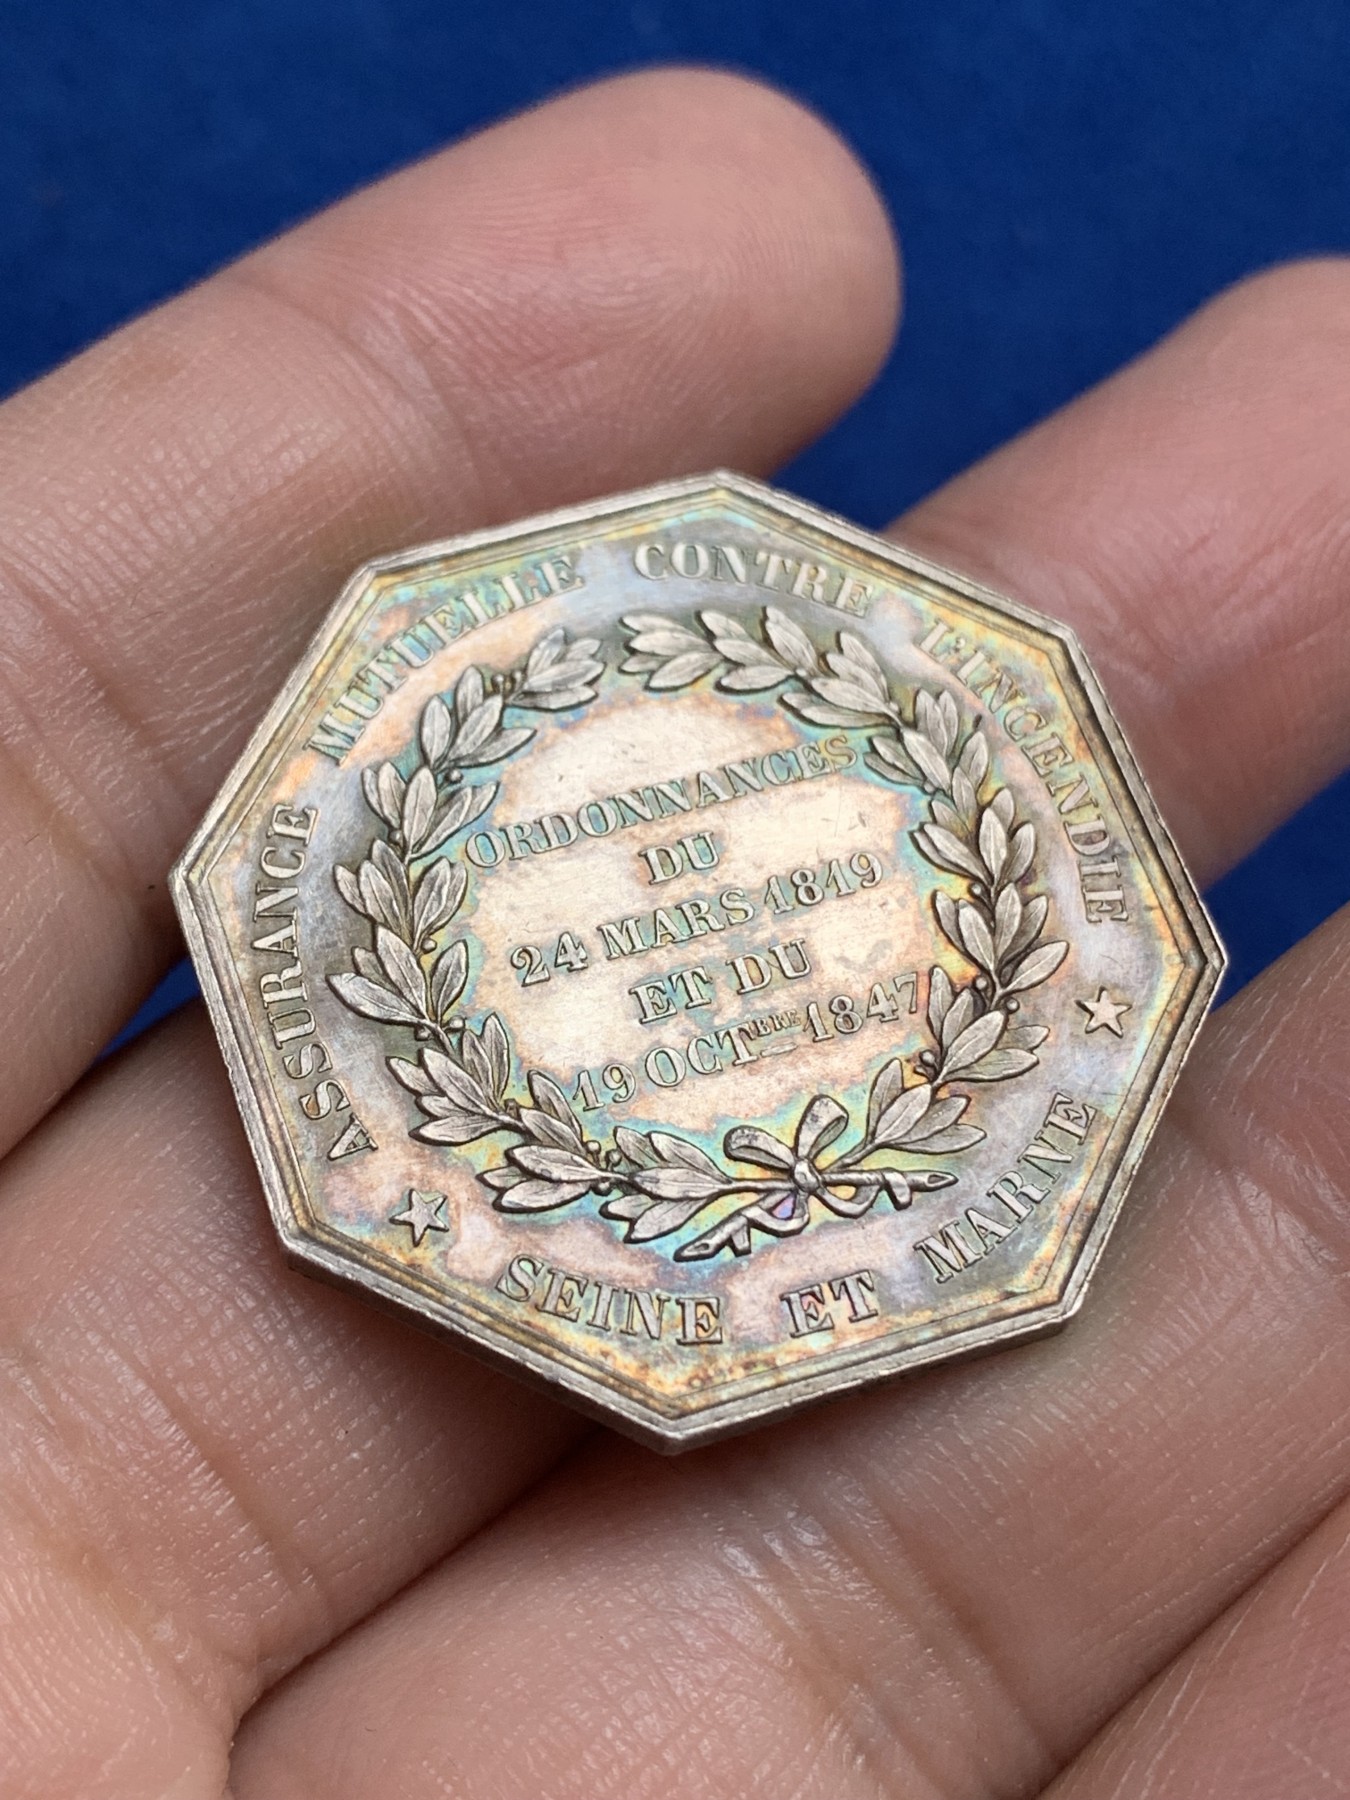 ASSURANCE MUTUELLE CONTRE L'INCENDIE
ORDONNANCES
DU
24 MARS 1819
ET DU
19 OCTBRE 1847
SEINE ET MARNE